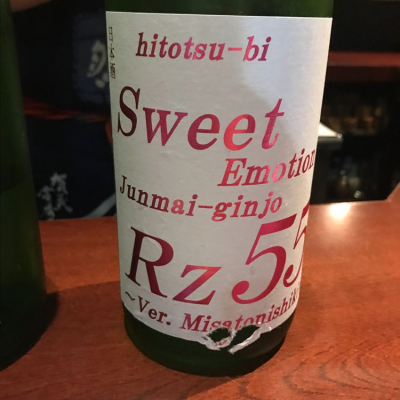 日本酒
hitotsu-bi
Sweet
Emotion
Junmai-ginjo
Rz55
~Ver. Misatonishiki